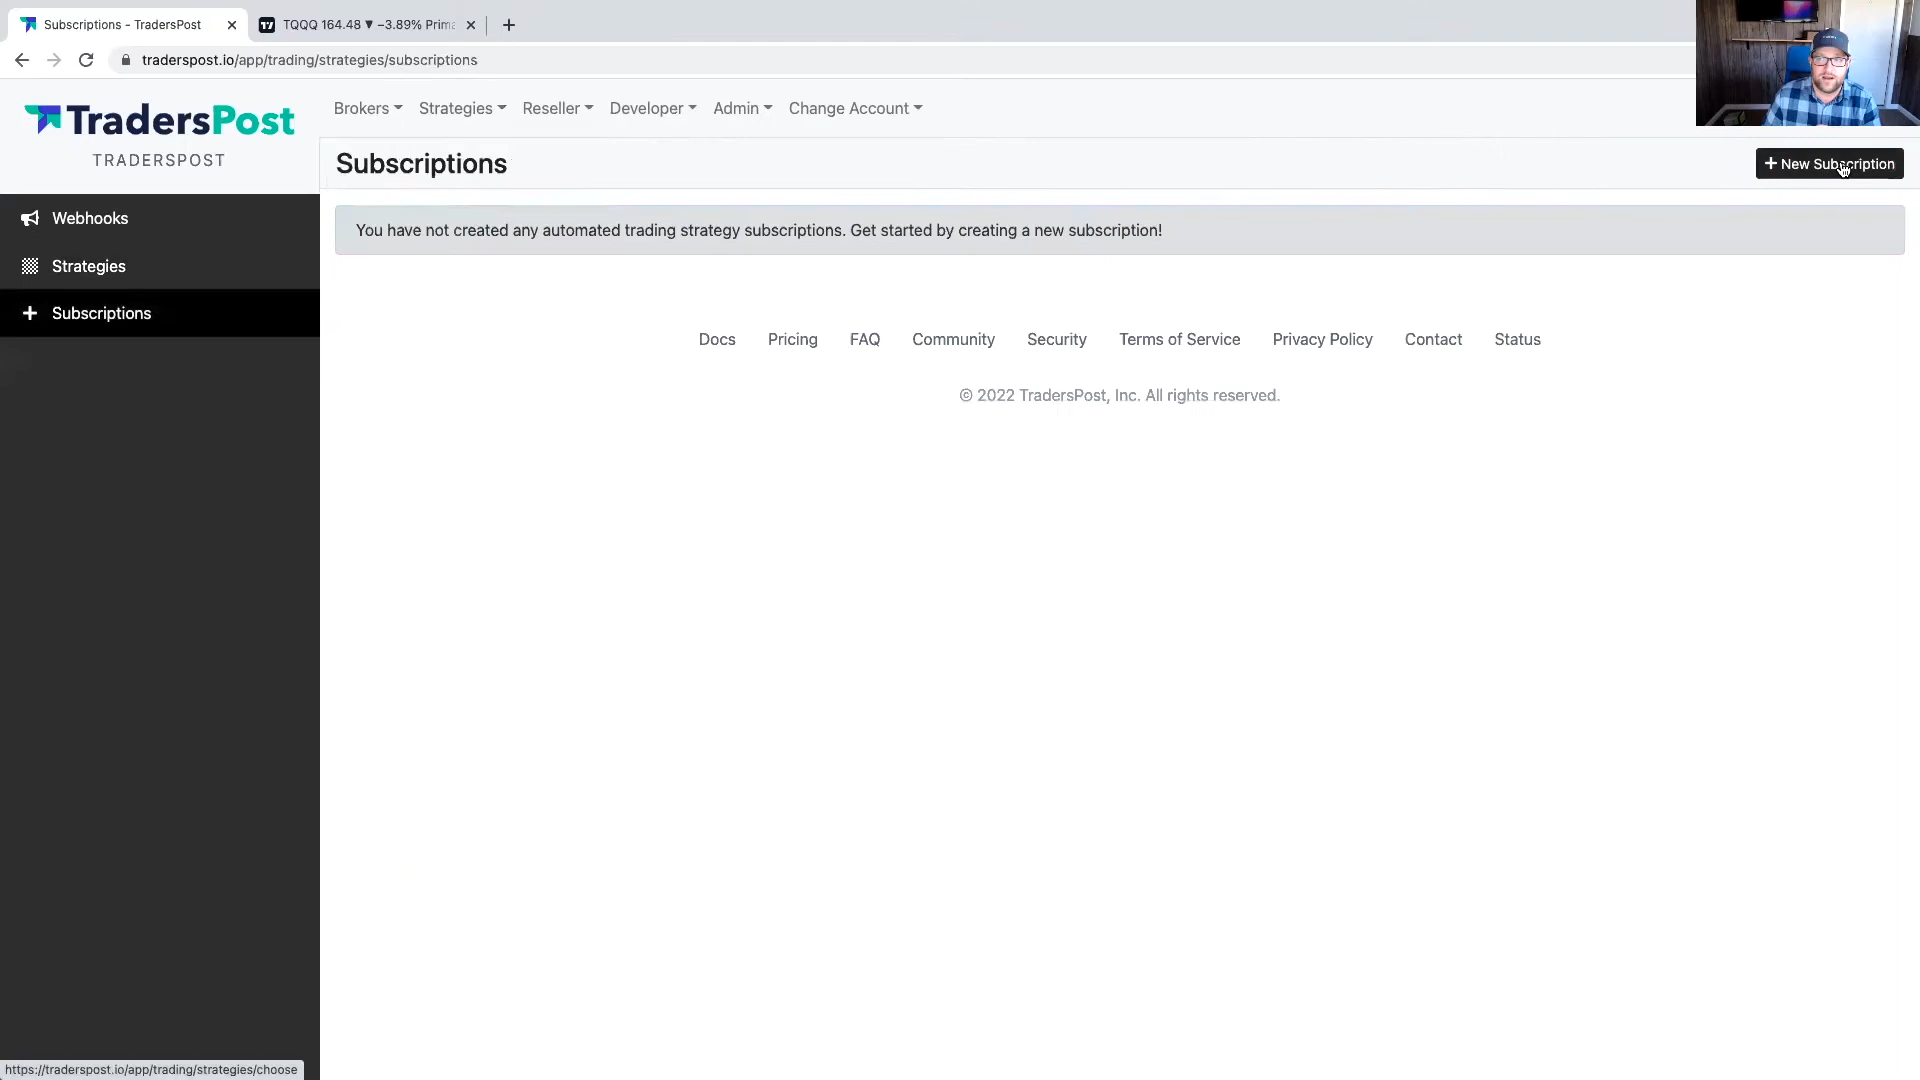 Subscriptions - TradersPost
TQQQ 164.48 ▼ −3.89%
traderspost.io/app/trading/strategies/subscriptions
TradersPost
TRADERSPOST
Brokers Strategies Reseller Developer Admin Change Account
Subscriptions
+ New Subscription
Webhooks
Strategies
Subscriptions
You have not created any automated trading strategy subscriptions. Get started by creating a new subscription!
Docs Pricing FAQ Community Security Terms of Service Privacy Policy Contact Status
© 2022 TradersPost, Inc. All rights reserved.
https://traderspost.io/app/trading/strategies/choose